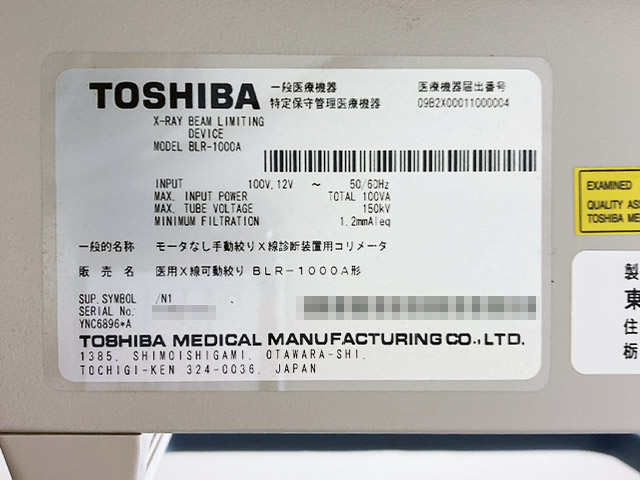 TOSHIBA
一般医療機器
特定保守管理医療機器
医療機器届出番号
09B2X00011000004
X-RAY BEAM LIMITING
DEVICE
MODEL BLR-1000A
INPUT 100V,12V ～ 50/60Hz
MAX. INPUT POWER TOTAL 100VA
MAX. TUBE VOLTAGE 150kV
MINIMUM FILTRATION 1.2mmAleq
一般的名称 モータなし手動絞りX線診断装置用コリメータ
販売名 医用X線可動絞り BLR-1000A形
SUP. SYMBOL /N1
SERIAL No.
YNC6896*A
TOSHIBA MEDICAL MANUFACTURING CO., LTD.
1385, SHIMOISHIGAMI, OTAWARA-SHI,
TOCHIGI-KEN 324-0036, JAPAN
EXAMINED
QUALITY ASS
TOSHIBA ME
製
東
住
栃